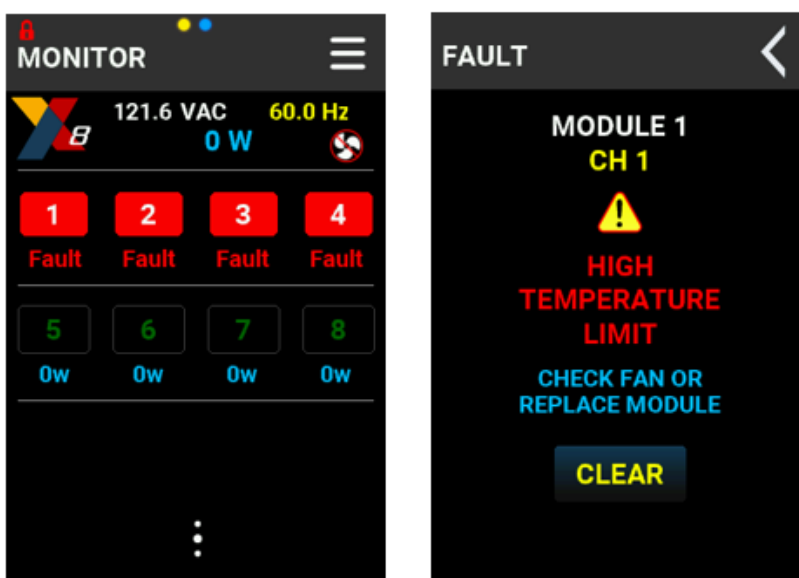 MONITOR
8
121.6 VAC 60.0 Hz
0 W
1 2 3 4
Fault Fault Fault Fault
5 6 7 8
0w 0w 0w 0w
FAULT
MODULE 1
CH 1
!
HIGH
TEMPERATURE
LIMIT
CHECK FAN OR
REPLACE MODULE
CLEAR